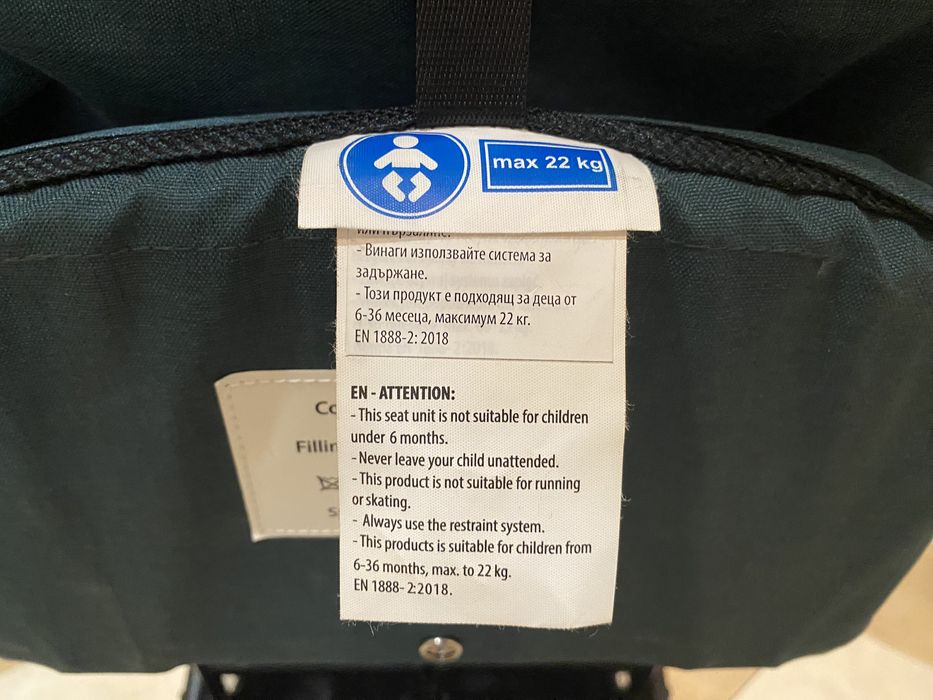 max 22 kg
или пързаляне.
- Винаги използвайте система за
задържане.
- Този продукт е подходящ за деца от
6-36 месеца, максимум 22 кг.
EN 1888-2: 2018
EN - ATTENTION:
- This seat unit is not suitable for children
under 6 months.
- Never leave your child unattended.
- This product is not suitable for running
or skating.
- Always use the restraint system.
- This products is suitable for children from
6-36 months, max. to 22 kg.
EN 1888- 2:2018.